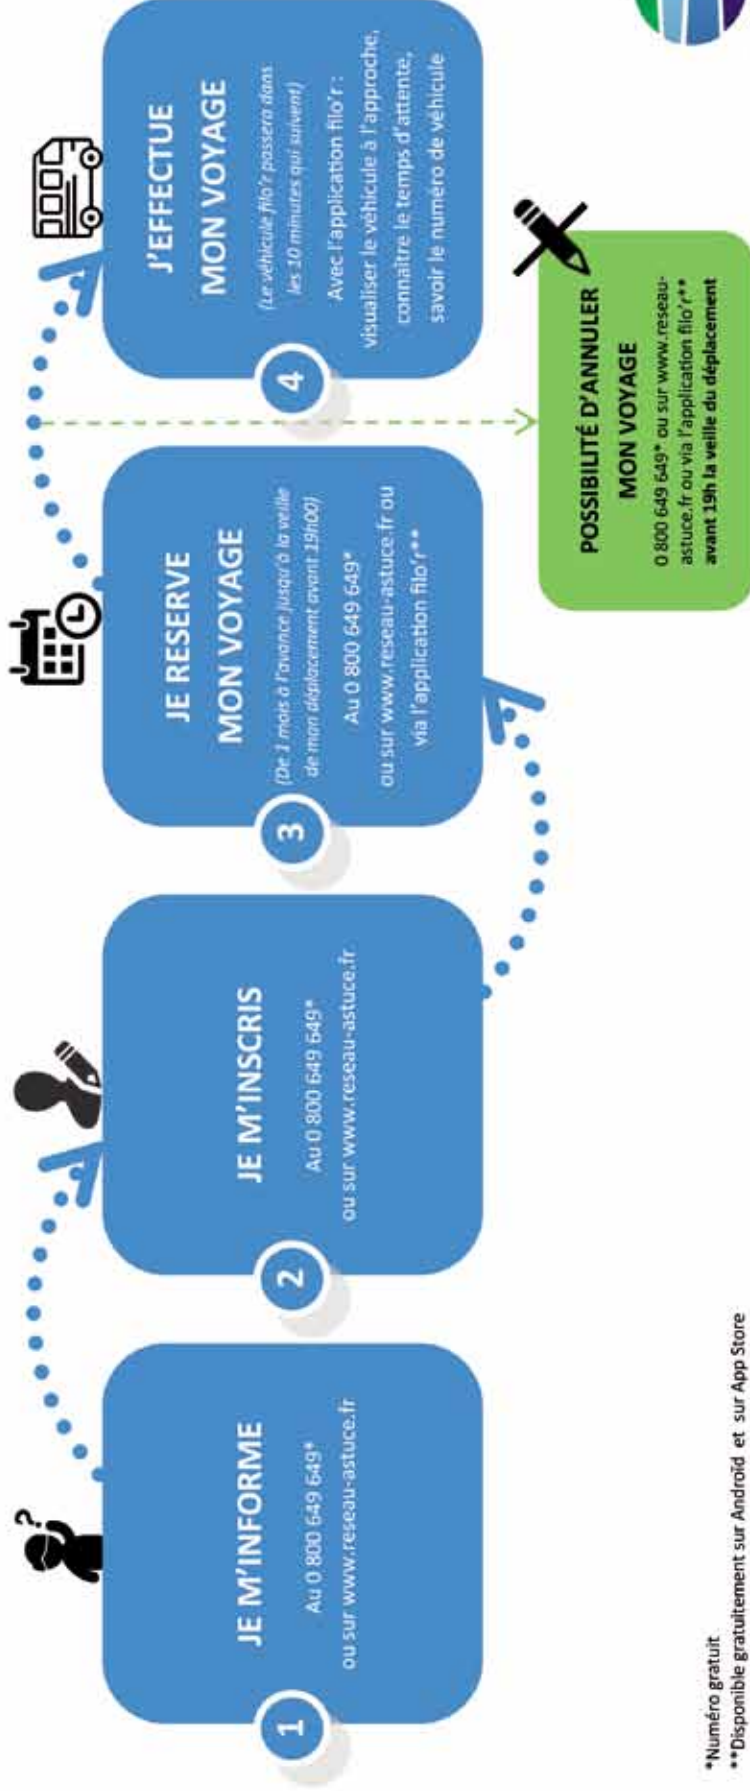 1
JE M'INFORME
Au 0 800 649 649*
ou sur www.reseau-astuce.fr
2
JE M'INSCRIS
Au 0 800 649 649*
ou sur www.reseau-astuce.fr
3
JE RESERVE
MON VOYAGE
(De 1 mois à l'avance jusqu'à la veille
de mon déplacement avant 19h00)
Au 0 800 649 649*
ou sur www.reseau-astuce.fr ou
via l'application filo'r**
4
J'EFFECTUE
MON VOYAGE
(Le véhicule filo'r passera dans
les 10 minutes qui suivent)
Avec l'application filo'r :
visualiser le véhicule à l'approche,
connaître le temps d'attente,
savoir le numéro de véhicule
POSSIBILITÉ D'ANNULER
MON VOYAGE
0 800 649 649* ou sur www.reseau-
astuce.fr ou via l'application filo'r**
avant 19h la veille du déplacement
*Numéro gratuit
**Disponible gratuitement sur Androïd et sur App Store